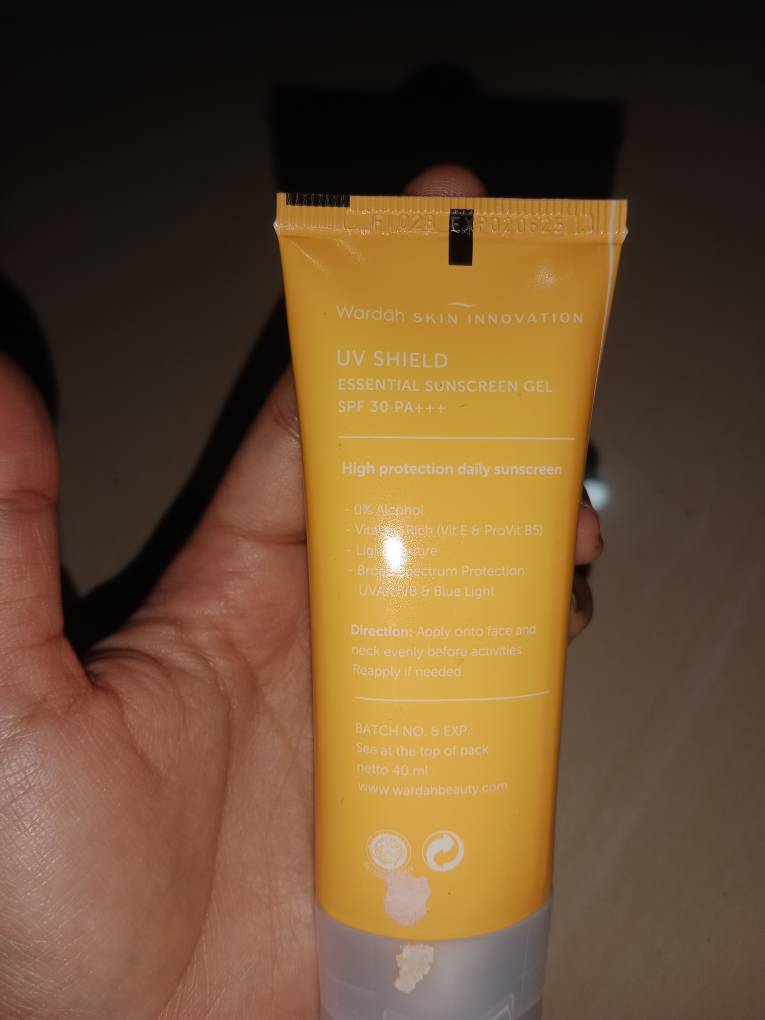 EXP020625
Wardah SKIN INNOVATION
UV SHIELD
ESSENTIAL SUNSCREEN GEL
SPF 30 PA+++
High protection daily sunscreen
- 0% Alcohol
- Rich (Vit E & ProVit B5)
- 
- Protection:
& Blue Light
Direction: Apply onto face and
neck evenly before activities.
Reapply if needed.
BATCH NO. & EXP.:
See at the top of pack
netto 40 ml
www.wardahbeauty.com